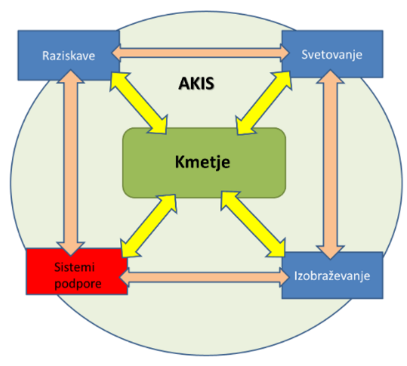 Raziskave
Svetovanje
AKIS
Kmetje
Sistemi
podpore
Izobraževanje